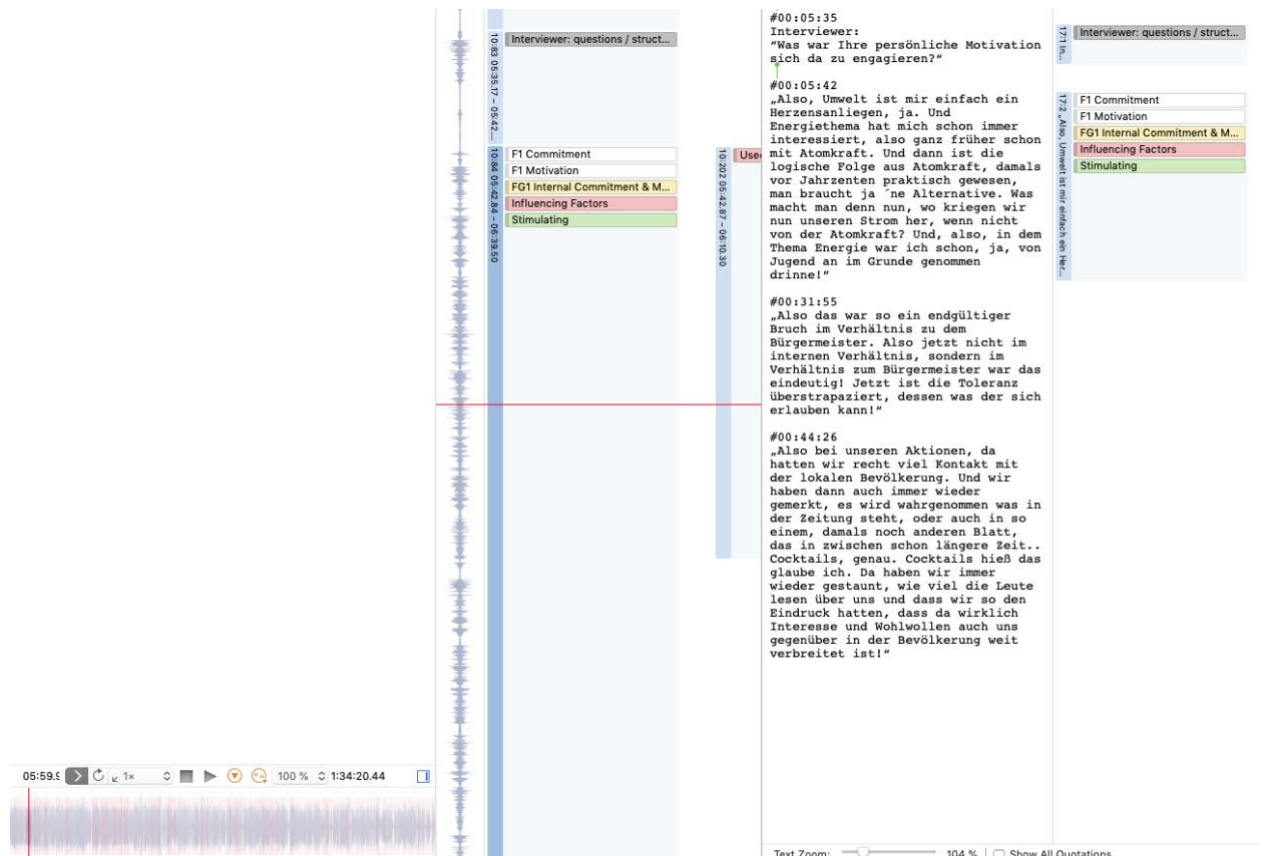 10:83 05:35.17 – 05:42...
Interviewer: questions / struct...
10:84 05:42.84 – 06:39.50
F1 Commitment
F1 Motivation
FG1 Internal Commitment & M...
Influencing Factors
Stimulating
10:202 05:42.87 – 06:10.30
#00:05:35
Interviewer:
“Was war Ihre persönliche Motivation
sich da zu engagieren?“
#00:05:42
„Also, Umwelt ist mir einfach ein
Herzensanliegen, ja. Und
Energiethema hat mich schon immer
interessiert, also ganz früher schon
mit Atomkraft. Und dann ist die
logische Folge aus Atomkraft, damals
vor Jahrzenten praktisch gewesen,
man braucht ja ´ne Alternative. Was
macht man denn nun, wo kriegen wir
nun unseren Strom her, wenn nicht
von der Atomkraft? Und, also, in dem
Thema Energie war ich schon, ja, von
Jugend an im Grunde genommen
drinne!”
#00:31:55
„Also das war so ein endgültiger
Bruch im Verhältnis zu dem
Bürgermeister. Also jetzt nicht im
internen Verhältnis, sondern im
Verhältnis zum Bürgermeister war das
eindeutig! Jetzt ist die Toleranz
überstrapaziert, dessen was der sich
erlauben kann!“
#00:44:26
„Also bei unseren Aktionen, da
hatten wir recht viel Kontakt mit
der lokalen Bevölkerung. Und wir
haben dann auch immer wieder
gemerkt, es wird wahrgenommen was in
der Zeitung steht, oder auch in so
einem, damals noch anderen Blatt,
das in zwischen schon längere Zeit..
Cocktails, genau. Cocktails hieß das
glaube ich. Da haben wir immer
wieder gestaunt, wie viel die Leute
lesen über uns und dass wir so den
Eindruck hatten, dass da wirklich
Interesse und Wohlwollen auch uns
gegenüber in der Bevölkerung weit
verbreitet ist!“
17:1 In...
Interviewer: questions / struct...
17:2 „Also, Umwelt ist mir einfach ein Her...
F1 Commitment
F1 Motivation
FG1 Internal Commitment & M...
Influencing Factors
Stimulating
05:59.9 1× 100 % 1:34:20.44
Text Zoom: 104 % Show All Quotations